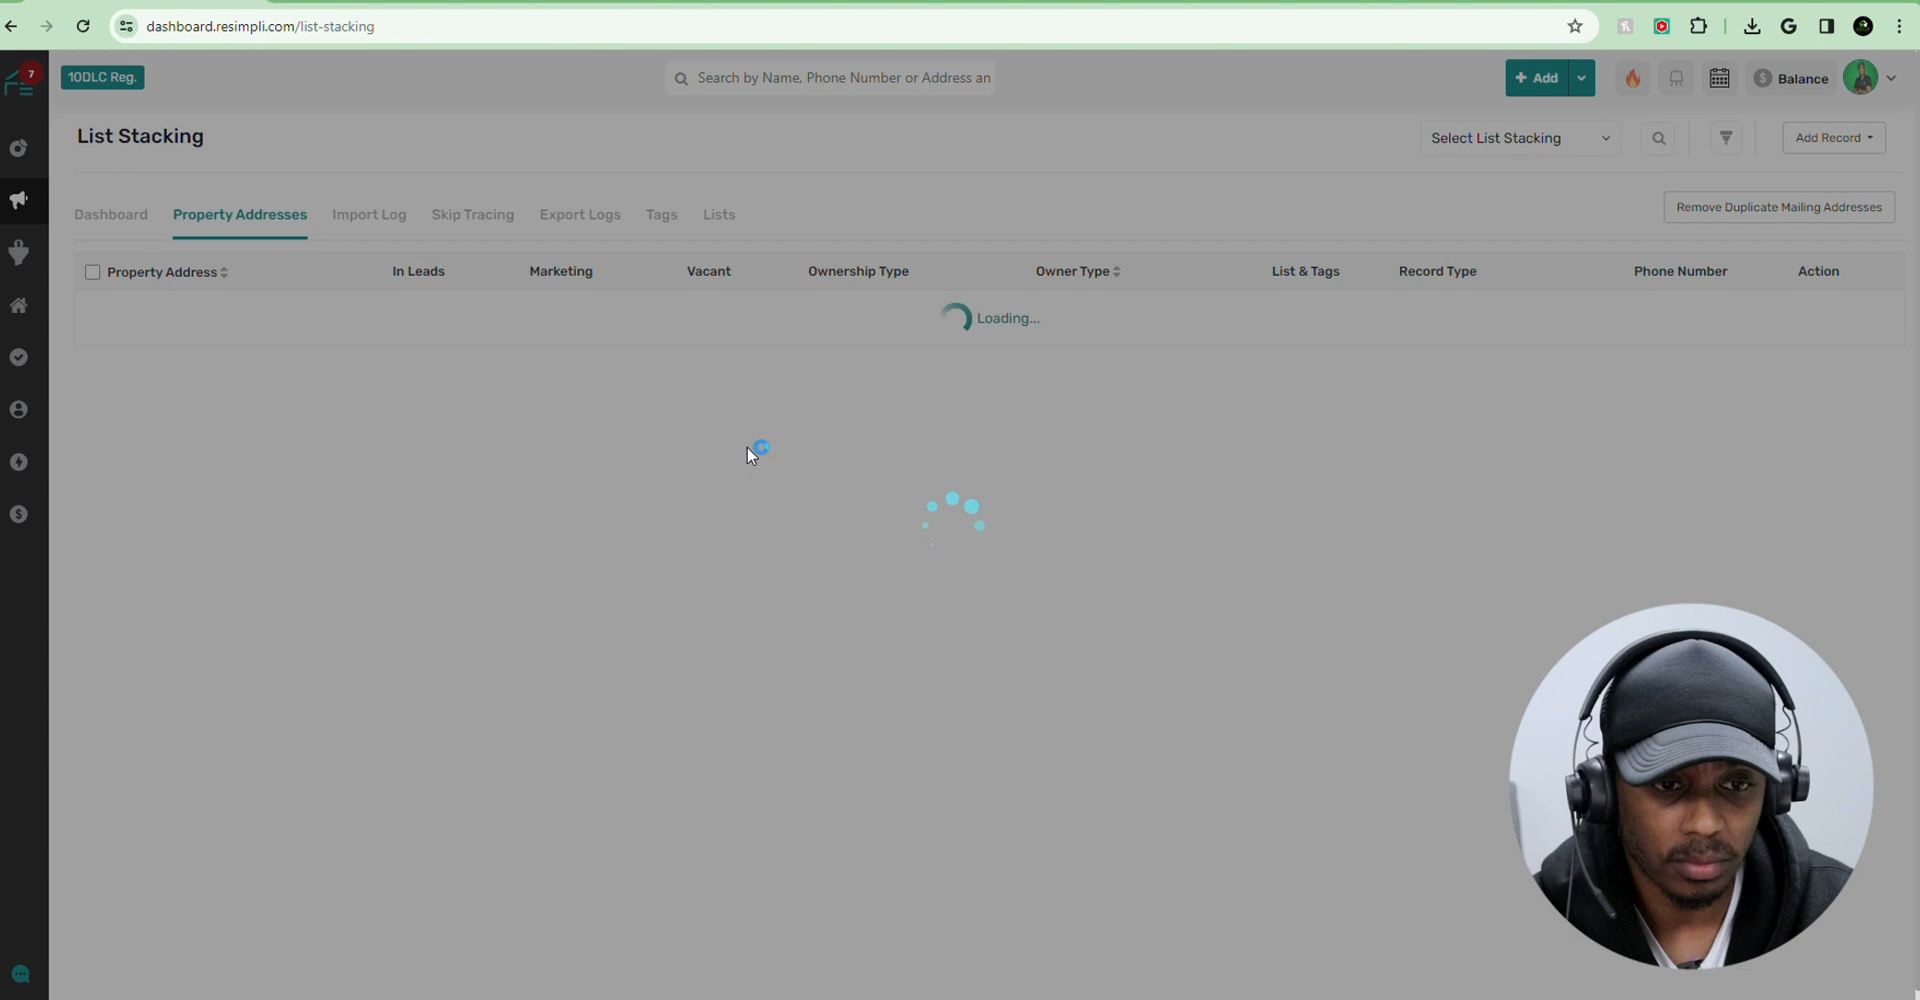 dashboard.resimpli.com/list-stacking
7
10DLC Reg.
Search by Name, Phone Number or Address an
+ Add
$ Balance
List Stacking
Select List Stacking
Add Record
Dashboard
Property Addresses
Import Log
Skip Tracing
Export Logs
Tags
Lists
Remove Duplicate Mailing Addresses
Property Address
In Leads
Marketing
Vacant
Ownership Type
Owner Type
List & Tags
Record Type
Phone Number
Action
Loading...